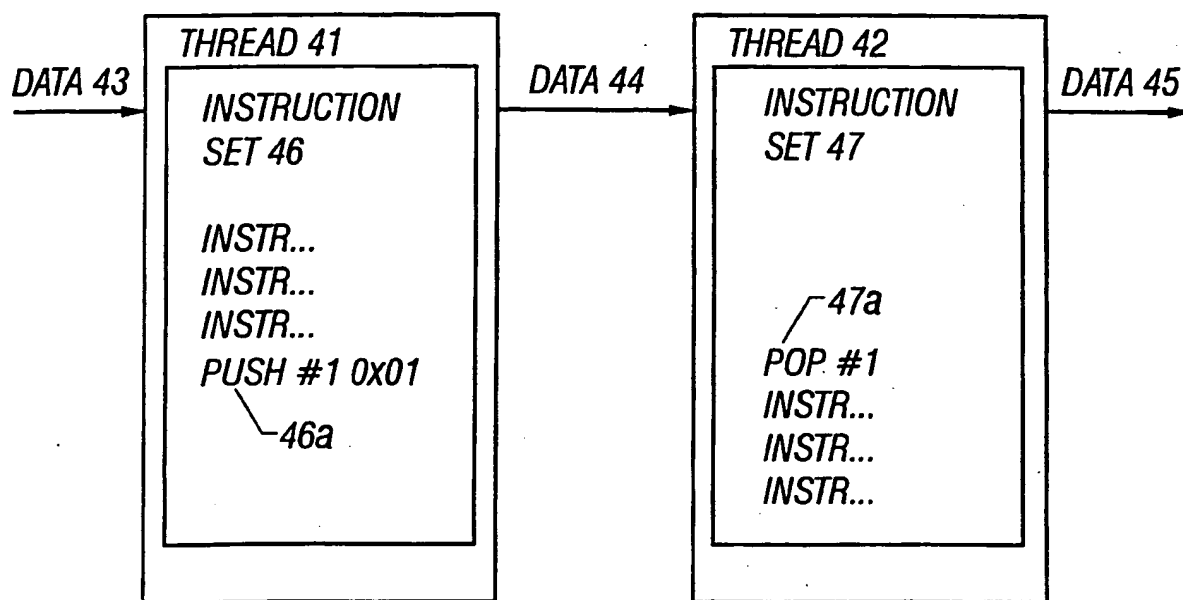 THREAD 41
DATA 43
INSTRUCTION
SET 46
INSTR...
INSTR...
INSTR...
PUSH #1 0X01
46a
DATA 44
THREAD 42
INSTRUCTION
SET 47
47a
POP #1
INSTR...
INSTR...
INSTR...
DATA 45